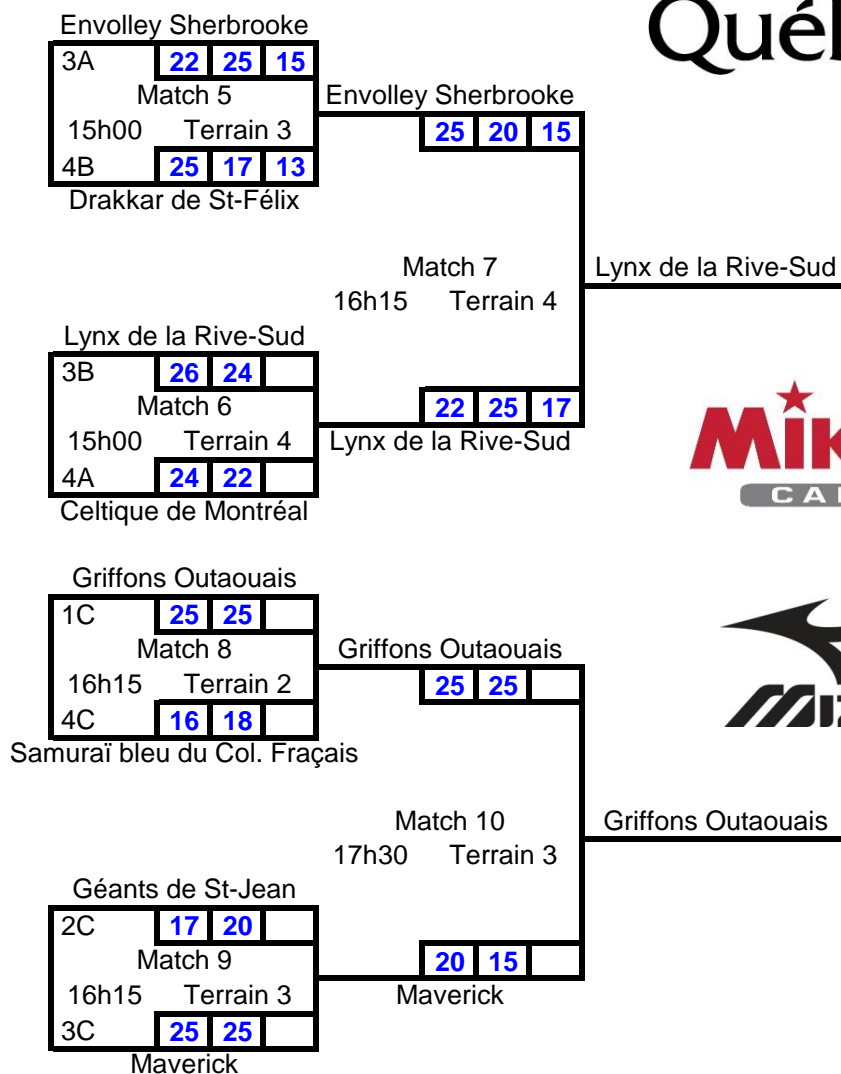 Envolley Sherbrooke
3A 22 25 15
Match 5
15h00 Terrain 3
4B 25 17 13
Drakkar de St-Félix
Envolley Sherbrooke
25 20 15
Match 7
16h15 Terrain 4
22 25 17
Lynx de la Rive-Sud
Lynx de la Rive-Sud
Lynx de la Rive-Sud
3B 26 24
Match 6
15h00 Terrain 4
4A 24 22
Celtique de Montréal
Griffons Outaouais
1C 25 25
Match 8
16h15 Terrain 2
4C 16 18
Samuraï bleu du Col. Fraçais
Griffons Outaouais
25 25
Match 10
17h30 Terrain 3
20 15
Maverick
Griffons Outaouais
Géants de St-Jean
2C 17 20
Match 9
16h15 Terrain 3
3C 25 25
Maverick